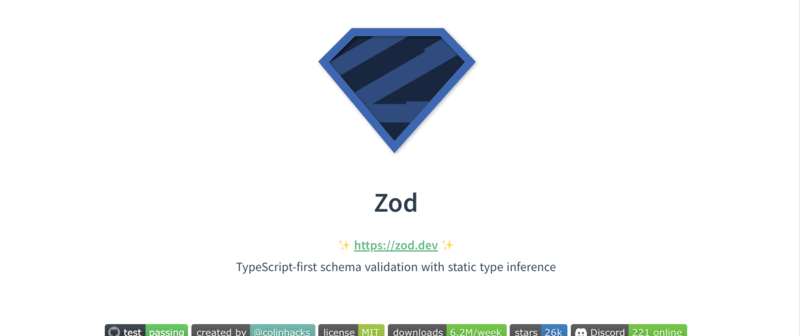 Zod
✨ https://zod.dev ✨
TypeScript-first schema validation with static type inference
test passing created by @colinhacks license MIT downloads 6.2M/week stars 26k Discord 221 online